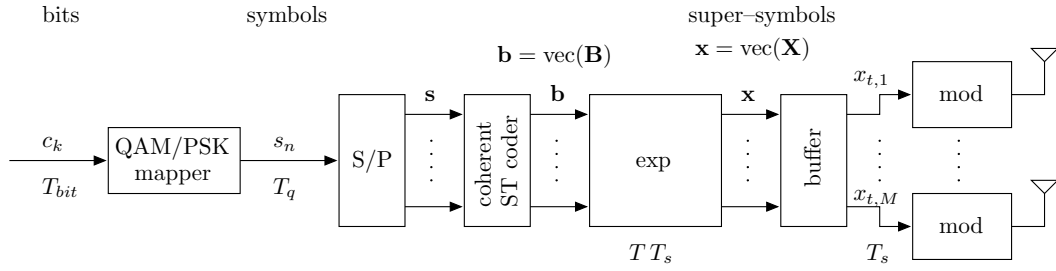 bits
symbols
super–symbols
b = vec(B)
x = vec(X)
c_k
T_bit
QAM/PSK
mapper
s_n
T_q
S/P
s
coherent
ST coder
b
exp
T T_s
x
buffer
x_{t,1}
x_{t,M}
T_s
mod
mod